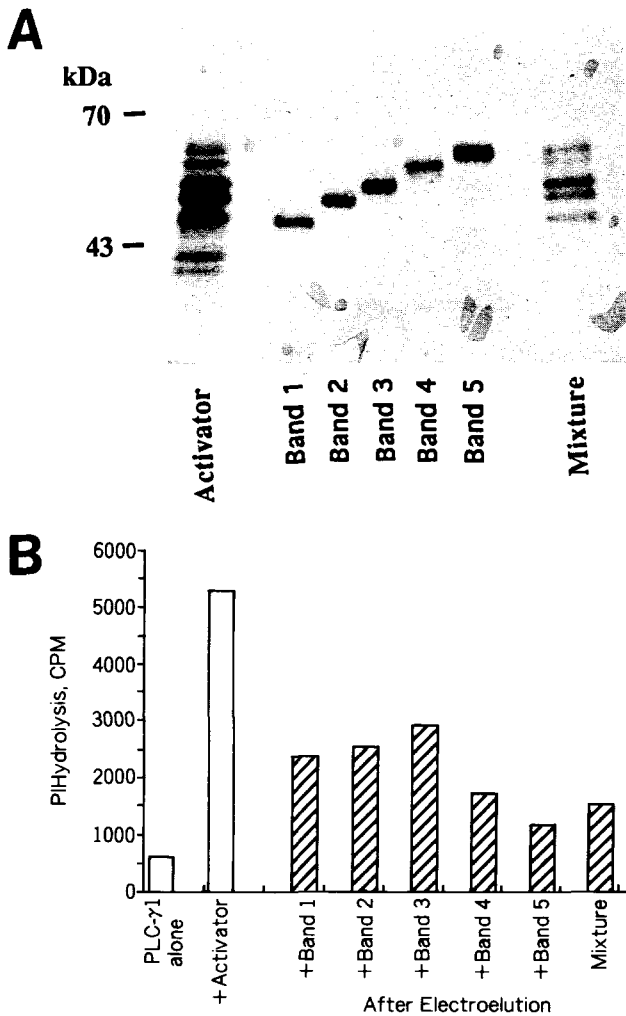 A
kDa
70
43
Activator
Band 1
Band 2
Band 3
Band 4
Band 5
Mixture
B
PIHydrolysis, CPM
6000
5000
4000
3000
2000
1000
0
PLC-γ1
alone
+Activator
+Band 1
+Band 2
+Band 3
+Band 4
+Band 5
Mixture
After Electroelution